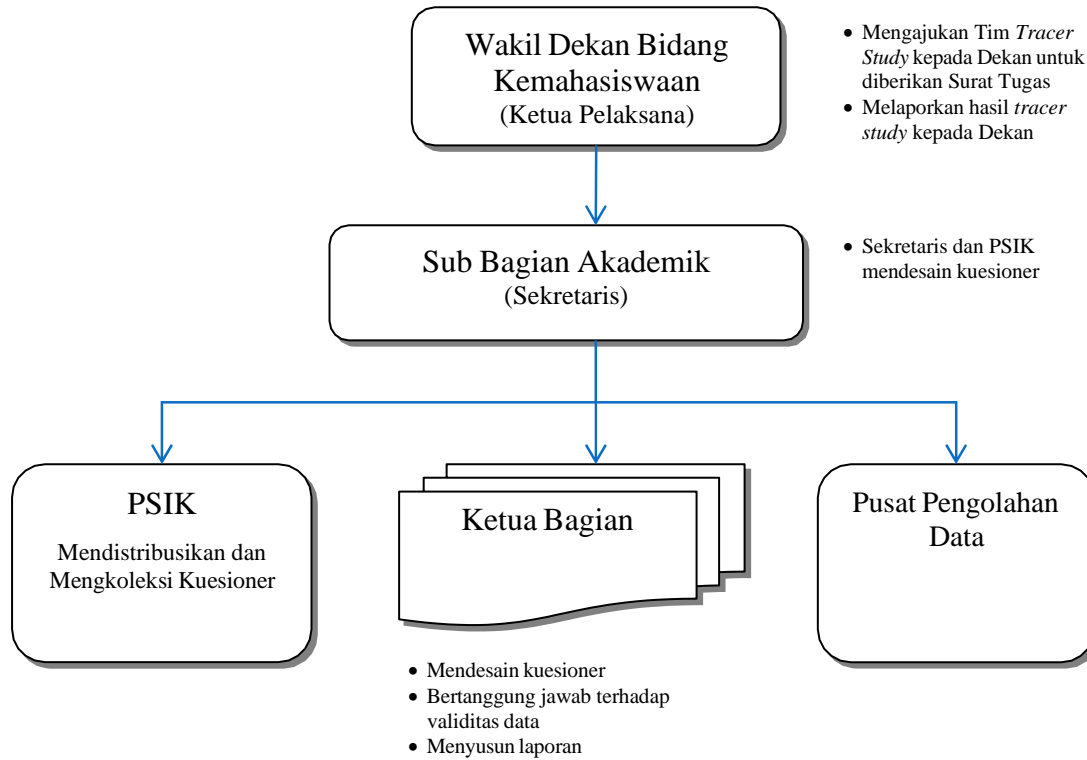 Wakil Dekan Bidang
Kemahasiswaan
(Ketua Pelaksana)
• Mengajukan Tim Tracer
Study kepada Dekan untuk
diberikan Surat Tugas
• Melaporkan hasil tracer
study kepada Dekan
Sub Bagian Akademik
(Sekretaris)
• Sekretaris dan PSIK
mendesain kuesioner
PSIK
Mendistribusikan dan
Mengkoleksi Kuesioner
Ketua Bagian
Pusat Pengolahan
Data
• Mendesain kuesioner
• Bertanggung jawab terhadap
validitas data
• Menyusun laporan